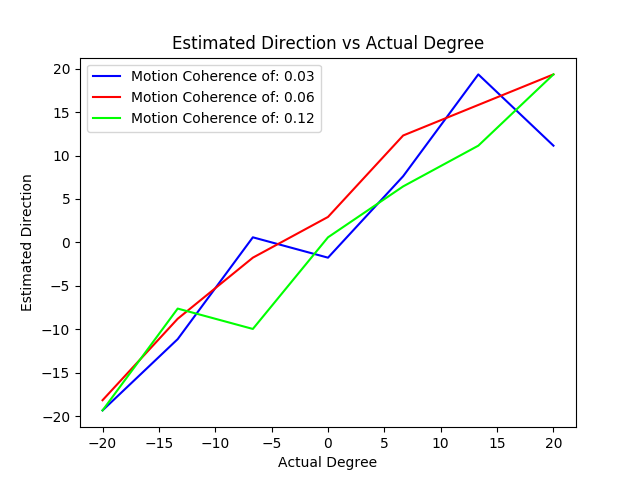 Estimated Direction vs Actual Degree
Motion Coherence of: 0.03
Motion Coherence of: 0.06
Motion Coherence of: 0.12
20
15
10
5
0
−5
−10
−15
−20
Estimated Direction
−20 −15 −10 −5 0 5 10 15 20
Actual Degree